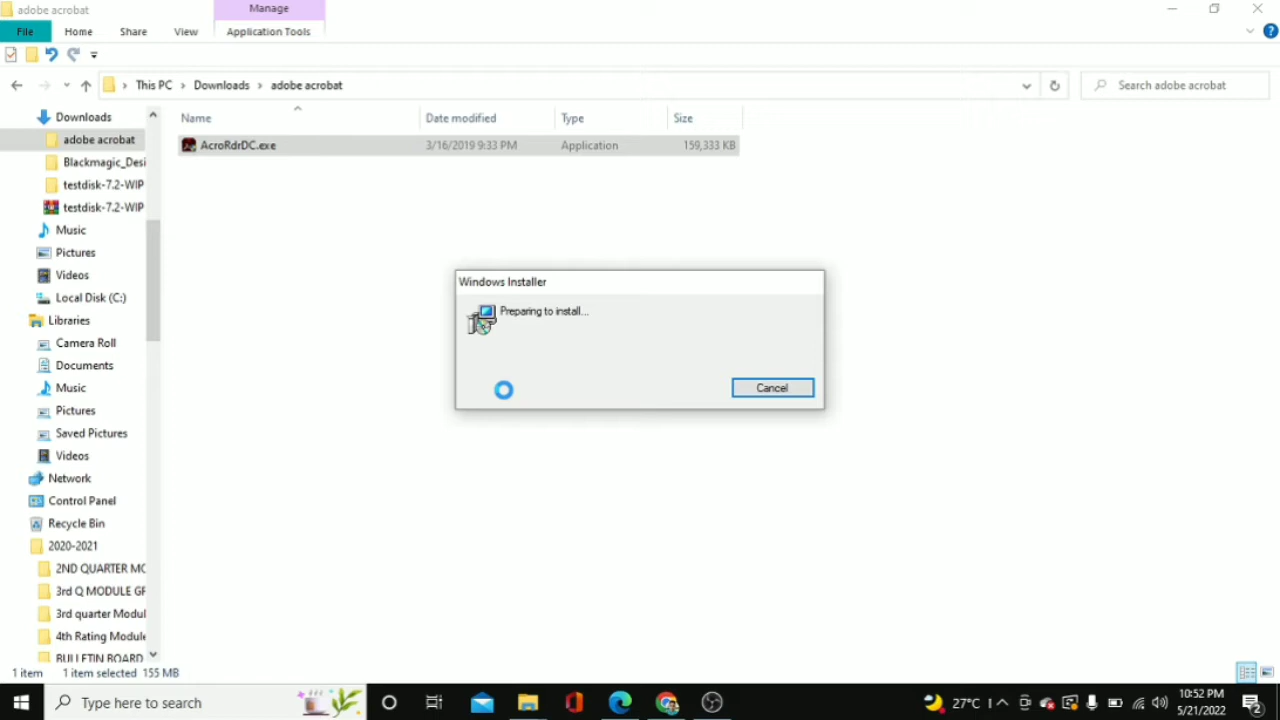 adobe acrobat
Manage
File
Home
Share
View
Application Tools
This PC
Downloads
adobe acrobat
Search adobe acrobat
Name
Date modified
Type
Size
AcroRdrDC.exe
3/16/2019 9:33 PM
Application
159,333 KB
Downloads
adobe acrobat
Blackmagic_Desi
testdisk-7.2-WIP
testdisk-7.2-WIP
Music
Pictures
Videos
Local Disk (C:)
Libraries
Camera Roll
Documents
Music
Pictures
Saved Pictures
Videos
Network
Control Panel
Recycle Bin
2020-2021
2ND QUARTER MO
3rd Q MODULE GF
3rd quarter Modul
4th Rating Module
BULLETIN BOARD
Windows Installer
Preparing to install...
Cancel
1 item
1 item selected 155 MB
Type here to search
27°C
10:52 PM
5/21/2022
2